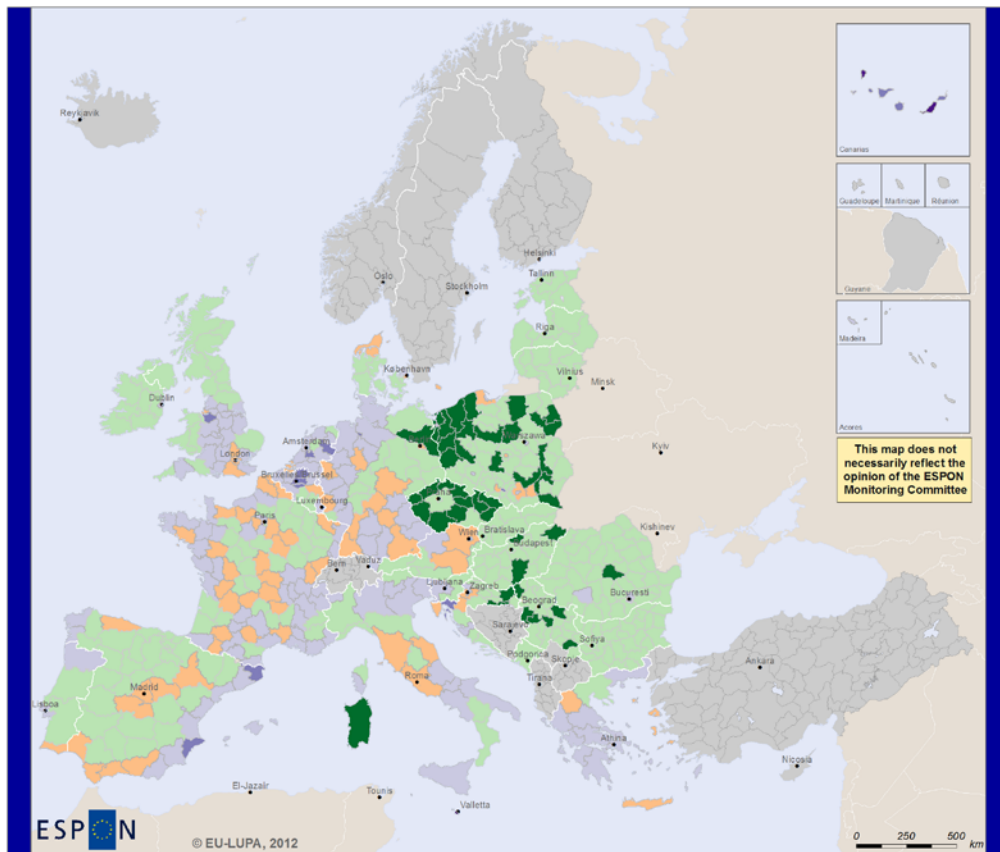 Reykjavik
Canarias
Guadeloupe
Martinique
Réunion
Guyane
Madeira
Acores
This map does not
necessarily reflect the
opinion of the ESPON
Monitoring Committee
Oslo
Helsinki
Tallinn
Stockholm
Riga
København
Vilnius
Minsk
Dublin
Amsterdam
London
Kyiv
Luxembourg
Paris
Wien
Bratislava
Budapest
Kishinev
Bern
Vaduz
Ljubljana
Zagreb
Beograd
Bucuresti
Sarajevo
Sofiya
Podgorica
Skopje
Tirana
Roma
Madrid
Lisboa
Ankara
Athina
Nicosia
El-Jazair
Tounis
Valletta
ESPON
© EU-LUPA, 2012
0 250 500
km